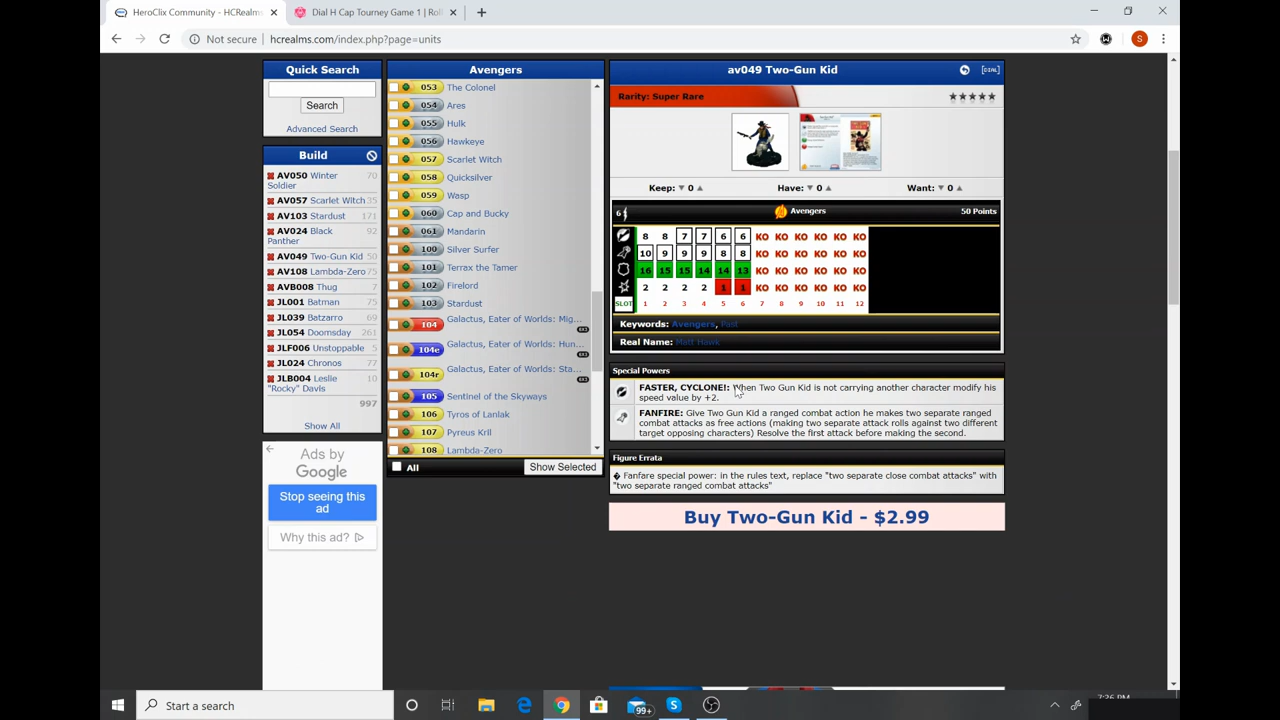 HeroClix Community - HCRealm
Dial H Cap Tourney Game 1 | Roll
Not secure
hcrealms.com/index.php?page=units
S
Quick Search
Search
Advanced Search
Build
AV050 Winter Soldier 70
AV057 Scarlet Witch 35
AV103 Stardust 171
AV024 Black Panther 92
AV049 Two-Gun Kid 50
AV108 Lambda-Zero 75
AVB008 Thug 7
JL001 Batman 75
JL039 Batzarro 69
JL054 Doomsday 261
JLF006 Unstoppable 5
JL024 Chronos 77
JLB004 Leslie "Rocky" Davis 10
997
Show All
Ads by
Google
Stop seeing this
ad
Why this ad?
Avengers
053 The Colonel
054 Ares
055 Hulk
056 Hawkeye
057 Scarlet Witch
058 Quicksilver
059 Wasp
060 Cap and Bucky
061 Mandarin
100 Silver Surfer
101 Terrax the Tamer
102 Firelord
103 Stardust
104 Galactus, Eater of Worlds: Mig...
104e Galactus, Eater of Worlds: Hun...
104r Galactus, Eater of Worlds: Sta...
105 Sentinel of the Skyways
106 Tyros of Lanlak
107 Pyreus Kril
108 Lambda-Zero
All
Show Selected
av049 Two-Gun Kid
[DIAL]
Rarity: Super Rare
Keep: 0 Have: 0 Want: 0
6 Avengers 50 Points
8 8 7 7 6 6 KO KO KO KO KO KO
10 9 9 9 8 8 KO KO KO KO KO KO
16 15 15 14 14 13 KO KO KO KO KO KO
2 2 2 2 1 1 KO KO KO KO KO KO
SLOT 1 2 3 4 5 6 7 8 9 10 11 12
Keywords: Avengers, Past
Real Name: Matt Hawk
Special Powers
FASTER, CYCLONE!: When Two Gun Kid is not carrying another character modify his
speed value by +2.
FANFIRE: Give Two Gun Kid a ranged combat action he makes two separate ranged
combat attacks as free actions (making two separate attack rolls against two different
target opposing characters) Resolve the first attack before making the second.
Figure Errata
� Fanfare special power: in the rules text, replace "two separate close combat attacks" with
"two separate ranged combat attacks"
Buy Two-Gun Kid - $2.99
Start a search
99+